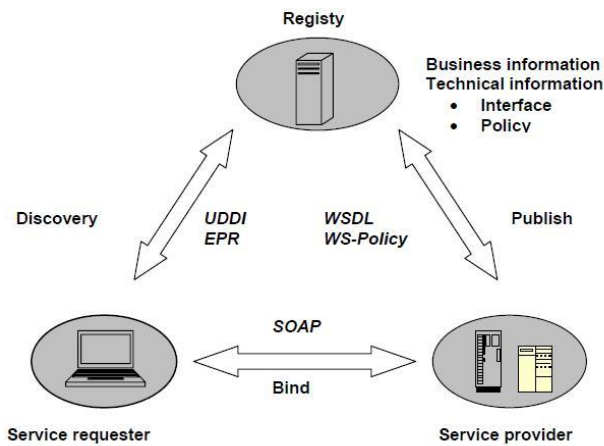 Registy
Business information
Technical information
• Interface
• Policy
Discovery
UDDI
EPR
WSDL
WS-Policy
Publish
SOAP
Bind
Service requester
Service provider